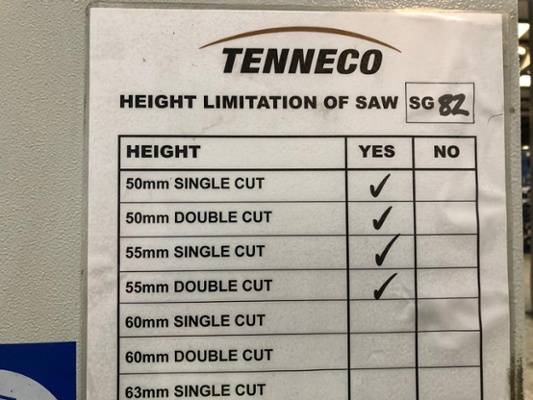 TENNECO
HEIGHT LIMITATION OF SAW SG 82
HEIGHT YES NO
50mm SINGLE CUT ✓
50mm DOUBLE CUT ✓
55mm SINGLE CUT ✓
55mm DOUBLE CUT ✓
60mm SINGLE CUT
60mm DOUBLE CUT
63mm SINGLE CUT